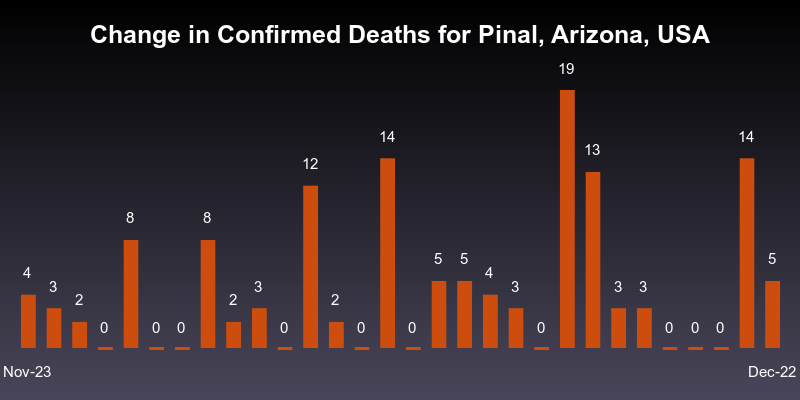 Change in Confirmed Deaths for Pinal, Arizona, USA
4 3 2 0 8 0 0 8 2 3 0 12 2 0 14 0 5 5 4 3 0 19 13 3 3 0 0 0 14 5
Nov-23 Dec-22